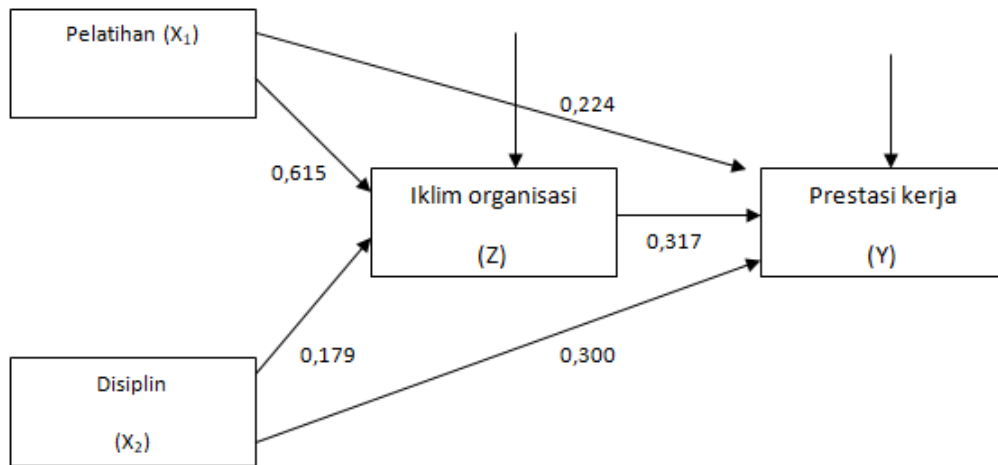 Pelatihan (X₁)
0,224
0,615
Iklim organisasi
(Z)
0,317
Prestasi kerja
(Y)
0,179
0,300
Disiplin
(X₂)